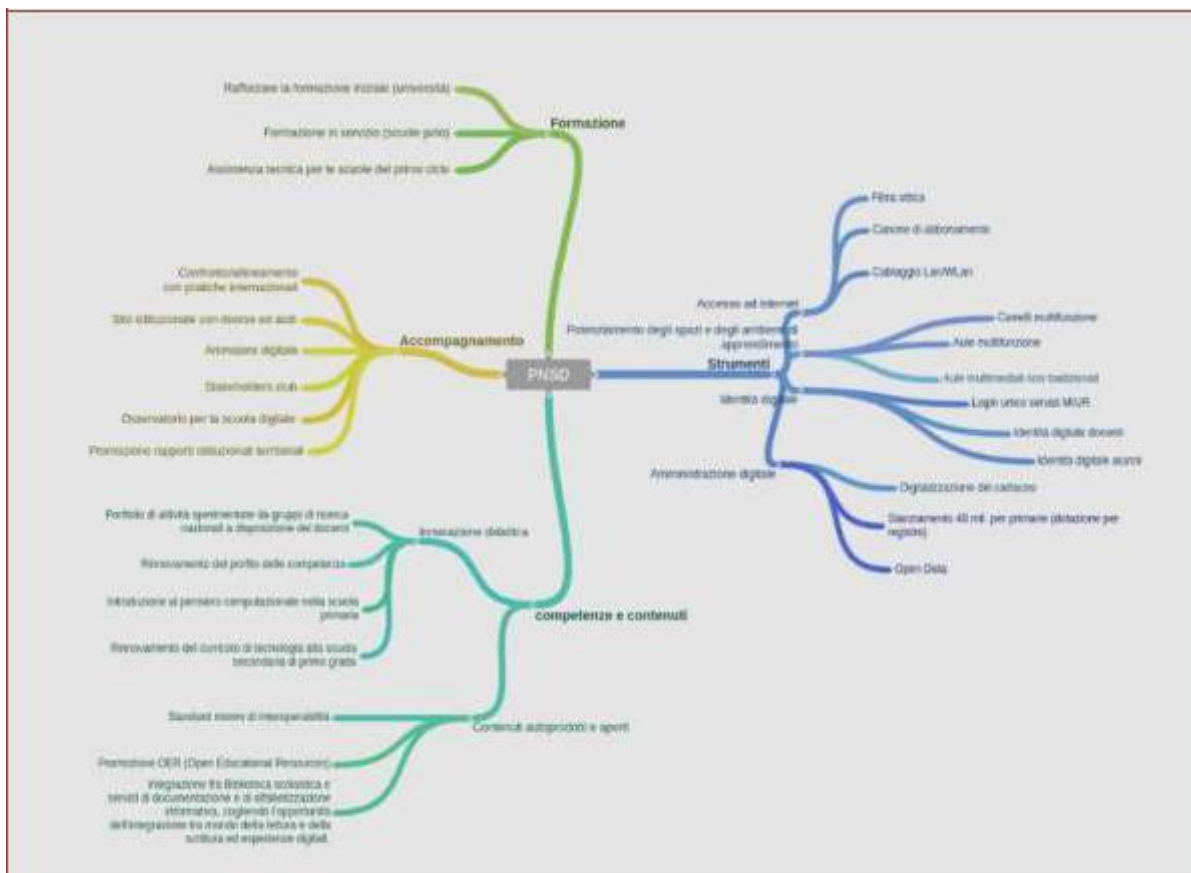 Rafforzare la formazione iniziale (università)
Formazione
Formazione in servizio (scuole polo)
Assistenza tecnica per le scuole del primo ciclo
Confronto/allineamento
con pratiche internazionali
Sito istituzionale con risorse ed aiuti
Accompagnamento
Animatore digitale
Stakeholders club
Osservatorio per la scuola digitale
Promozione rapporti istituzionali territoriali
PNSD
Fibra ottica
Canone di abbonamento
Cablaggio Lan/WLan
Accesso ad internet
Potenziamento degli spazi e degli ambienti di
apprendimento
Carrelli multifunzione
Aule multifunzione
Aule multimediali non tradizionali
Strumenti
Identità digitale
Login unico servizi MIUR
Identità digitale docenti
Identità digitale alunni
Amministrazione digitale
Digitalizzazione del cartaceo
Stanziamento 48 mil. per primarie (dotazione per
registri)
Open Data
Portfolio di attività sperimentate da gruppi di ricerca
nazionali a disposizione dei docenti
Innovazione didattica
Rinnovamento del profilo delle competenze
Introduzione al pensiero computazionale nella scuola
primaria
Rinnovamento del curricolo di tecnologia alla scuola
secondaria di primo grado
competenze e contenuti
Standard minimi di interoperabilità
Contenuti autoprodotti e aperti
Promozione OER (Open Educational Resources)
integrazione fra Biblioteca scolastica e
servizi di documentazione e di alfabetizzazione
informativa, cogliendo l'opportunità
dell'integrazione tra mondo della lettura e della
scrittura ed esperienze digitali.